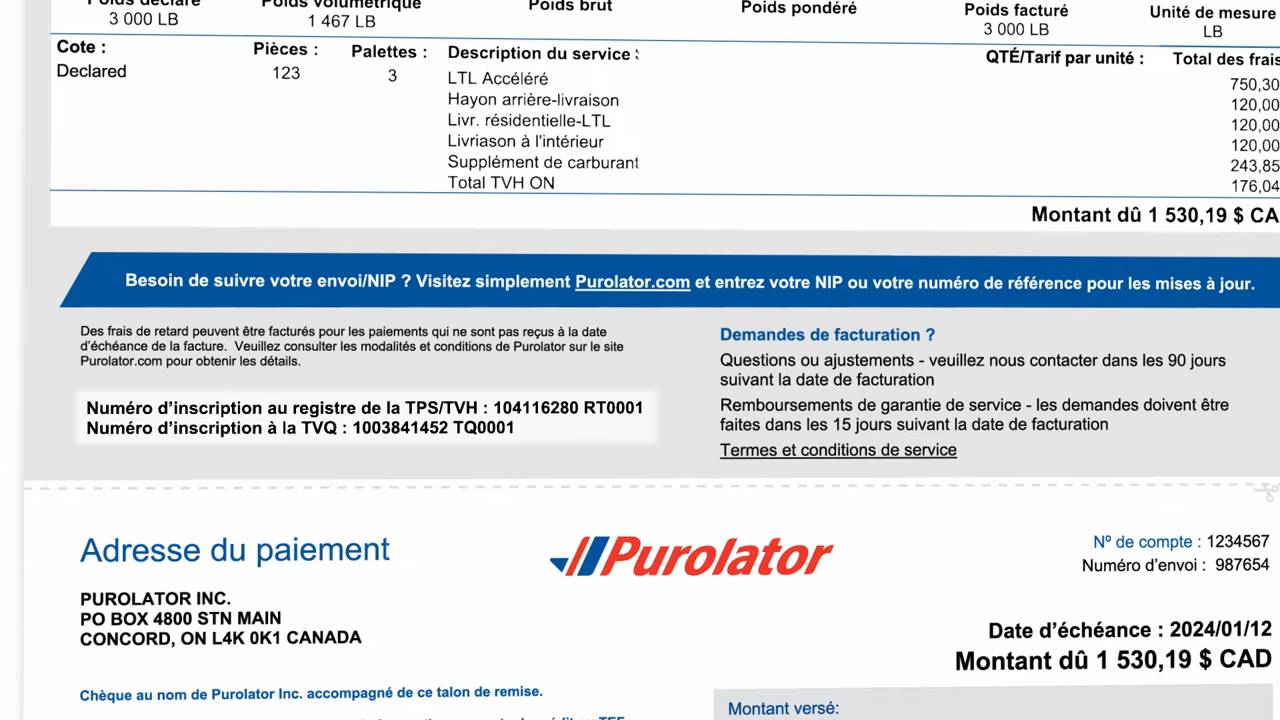 Poids déclaré Poids volumétrique Poids brut Poids pondéré Poids facturé Unité de mesure
3 000 LB 1 467 LB 3 000 LB LB
Cote : Pièces : Palettes : Description du service : QTÉ/Tarif par unité : Total des frais
Declared 123 3 LTL Accéléré 750,30
Hayon arrière-livraison 120,00
Livr. résidentielle-LTL 120,00
Livriason à l'intérieur 120,00
Supplément de carburant 243,85
Total TVH ON 176,04
Montant dû 1 530,19 $ CA
Besoin de suivre votre envoi/NIP ? Visitez simplement Purolator.com et entrez votre NIP ou votre numéro de référence pour les mises à jour.
Des frais de retard peuvent être facturés pour les paiements qui ne sont pas reçus à la date
d'échéance de la facture. Veuillez consulter les modalités et conditions de Purolator sur le site
Purolator.com pour obtenir les détails.
Numéro d'inscription au registre de la TPS/TVH : 104116280 RT0001
Numéro d'inscription à la TVQ : 1003841452 TQ0001
Demandes de facturation ?
Questions ou ajustements - veuillez nous contacter dans les 90 jours
suivant la date de facturation
Remboursements de garantie de service - les demandes doivent être
faites dans les 15 jours suivant la date de facturation
Termes et conditions de service
Adresse du paiement
PUROLATOR INC.
PO BOX 4800 STN MAIN
CONCORD, ON L4K 0K1 CANADA
Purolator
Nº de compte : 1234567
Numéro d'envoi : 987654
Date d'échéance : 2024/01/12
Montant dû 1 530,19 $ CAD
Chèque au nom de Purolator Inc. accompagné de ce talon de remise.
Montant versé: